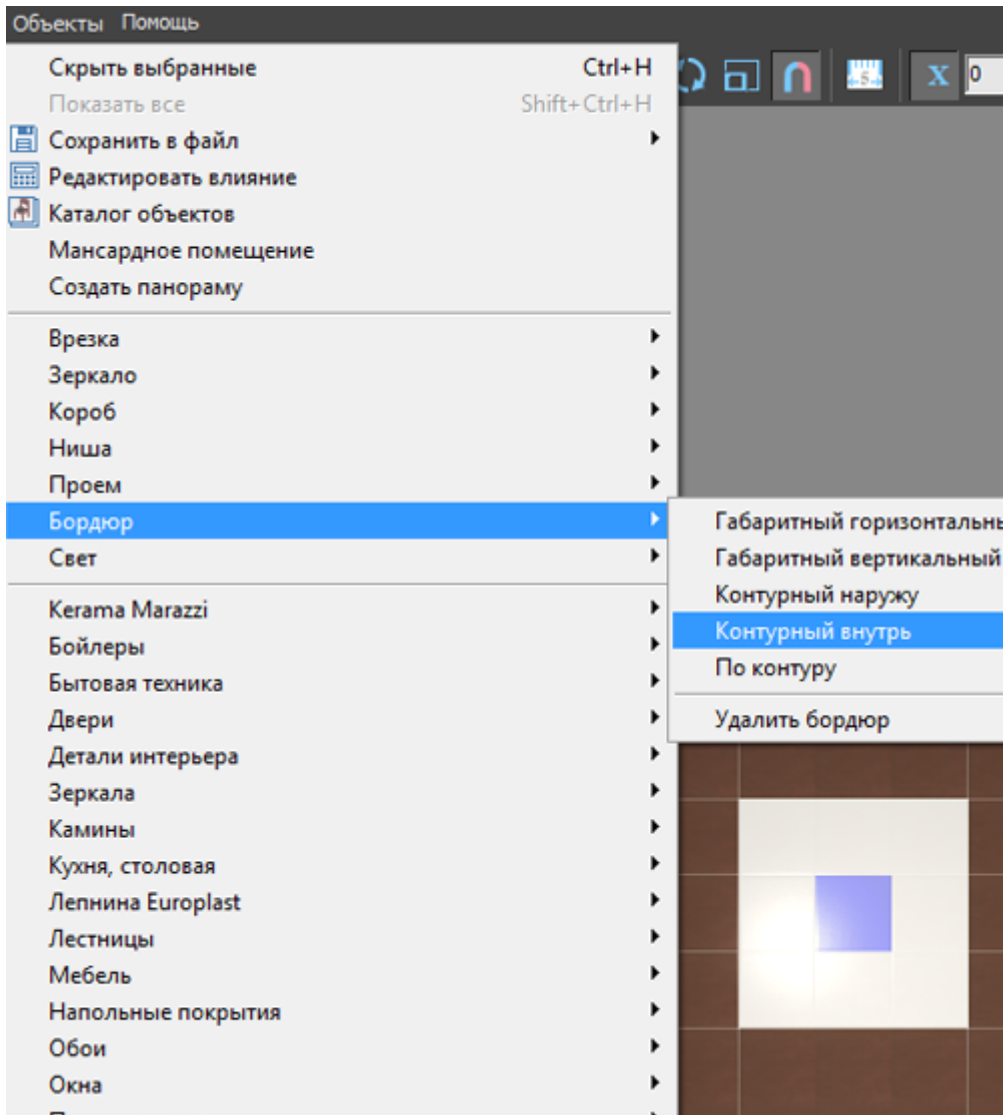 Объекты Помощь
Скрыть выбранные Ctrl+H
Показать все Shift+Ctrl+H
Сохранить в файл
Редактировать влияние
Каталог объектов
Мансардное помещение
Создать панораму
Врезка
Зеркало
Короб
Ниша
Проем
Бордюр
Свет
Kerama Marazzi
Бойлеры
Бытовая техника
Двери
Детали интерьера
Зеркала
Камины
Кухня, столовая
Лепнина Europlast
Лестницы
Мебель
Напольные покрытия
Обои
Окна
5
X 0
Габаритный
Габаритный вертикальный
Контурный наружу
Контурный внутрь
По контуру
Удалить бордюр